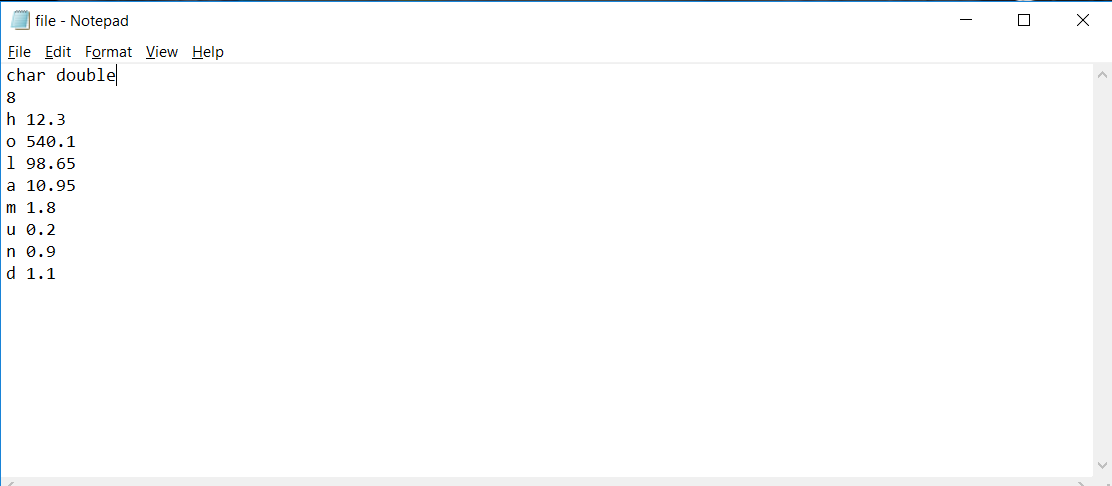 file - Notepad
File Edit Format View Help
char double
8
h 12.3
o 540.1
l 98.65
a 10.95
m 1.8
u 0.2
n 0.9
d 1.1